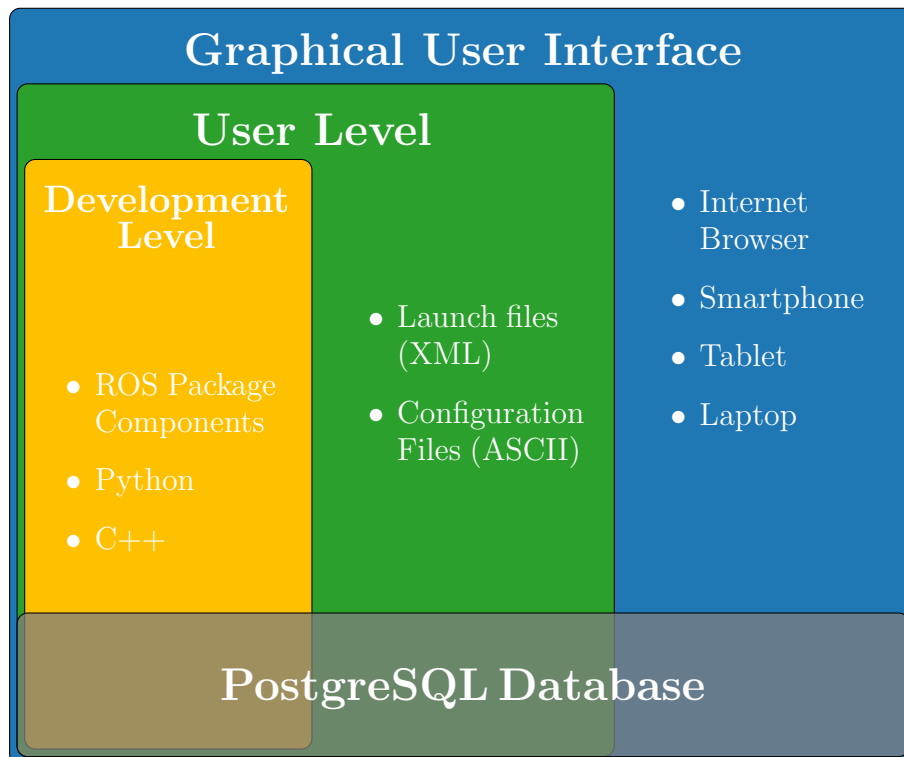 Graphical User Interface
User Level
Development
Level
• ROS Package
Components
• Python
• C++
• Launch files
(XML)
• Configuration
Files (ASCII)
• Internet
Browser
• Smartphone
• Tablet
• Laptop
PostgreSQL Database